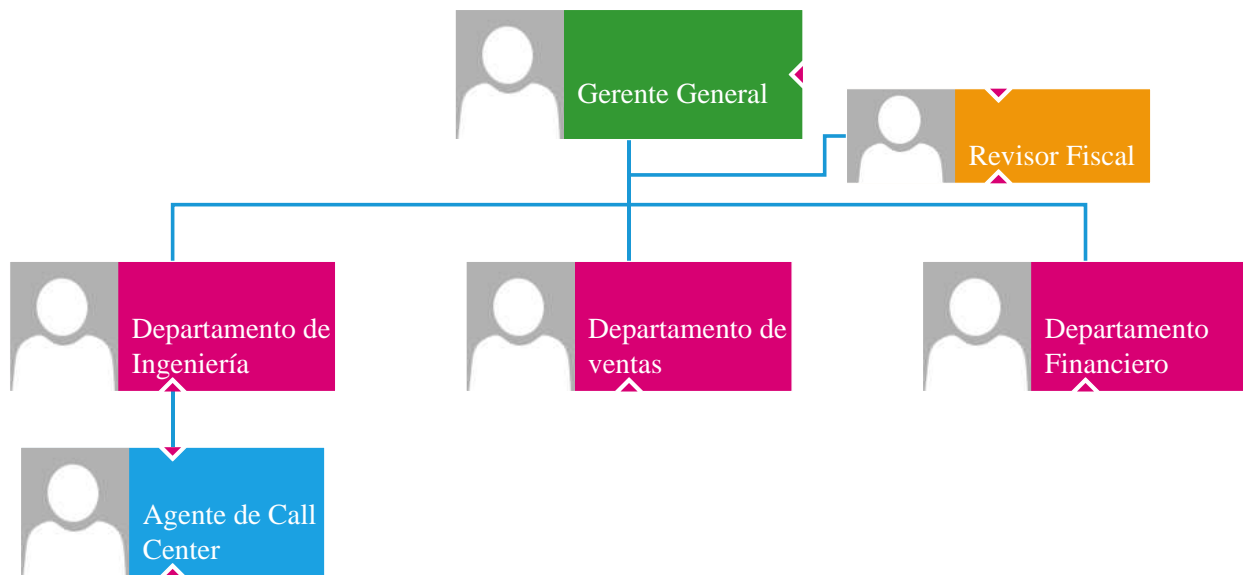 Gerente General
Revisor Fiscal
Departamento de
Ingeniería
Departamento de
ventas
Departamento
Financiero
Agente de Call
Center